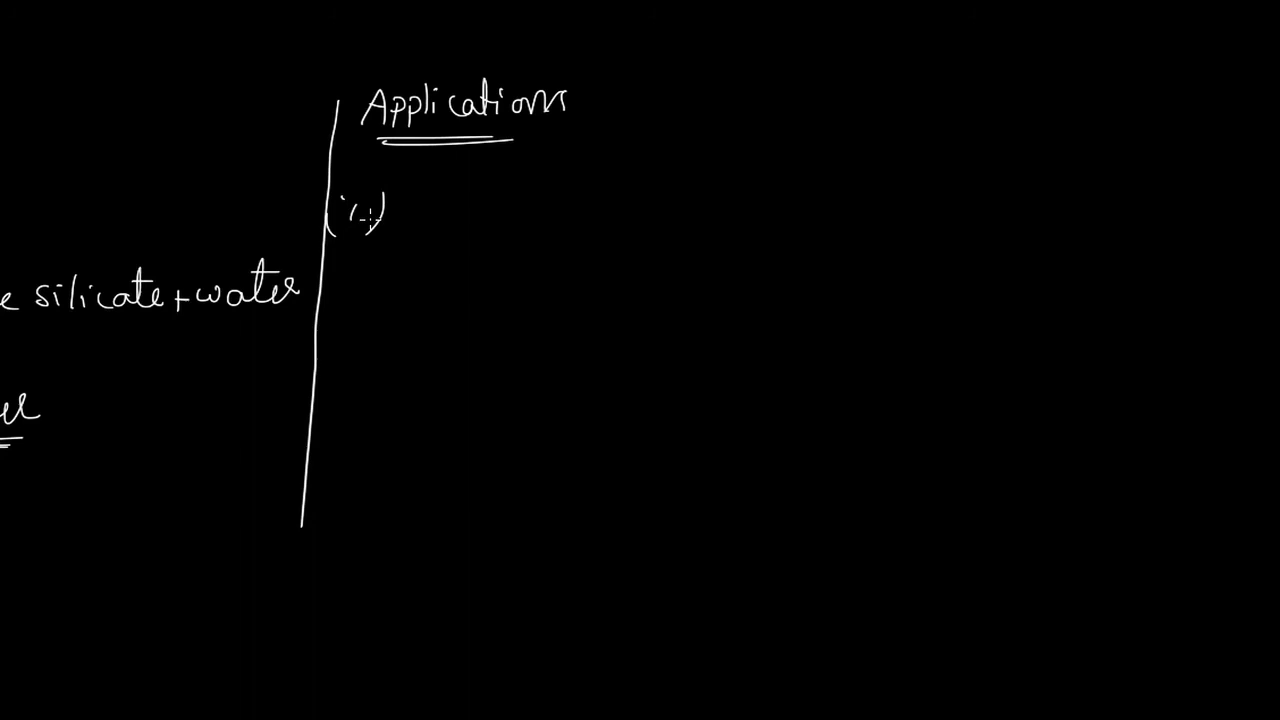 Applications
(i)
e silicate + water